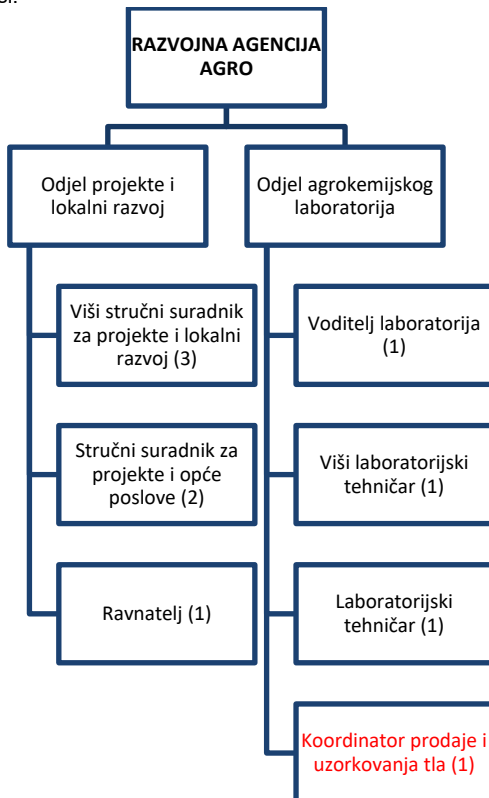 RAZVOJNA AGENCIJA
AGRO
Odjel projekte i
lokalni razvoj
Odjel agrokemijskog
laboratorija
Viši stručni suradnik
za projekte i lokalni
razvoj (3)
Voditelj laboratorija
(1)
Stručni suradnik za
projekte i opće
poslove (2)
Viši laboratorijski
tehničar (1)
Ravnatelj (1)
Laboratorijski
tehničar (1)
Koordinator prodaje i
uzorkovanja tla (1)